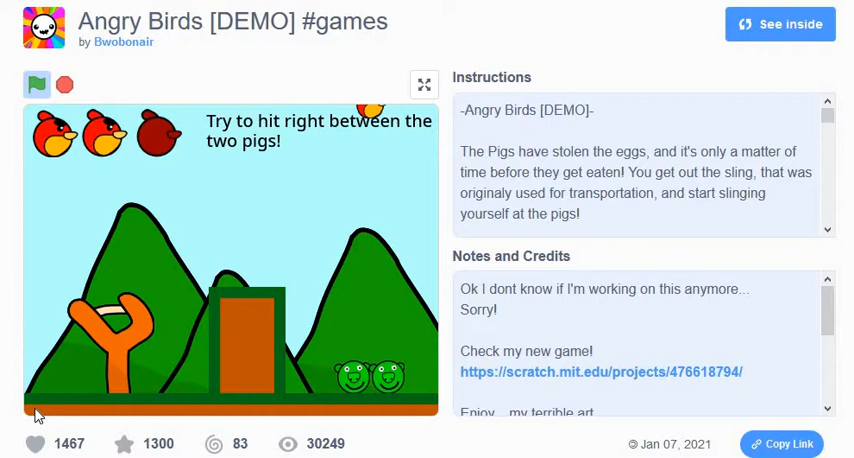 Angry Birds [DEMO] #games
by Bwobonair
See inside
Try to hit right between the
two pigs!
Instructions
-Angry Birds [DEMO]-
The Pigs have stolen the eggs, and it's only a matter of
time before they get eaten! You get out the sling, that was
originaly used for transportation, and start slinging
yourself at the pigs!
Notes and Credits
Ok I dont know if I'm working on this anymore...
Sorry!
Check my new game!
https://scratch.mit.edu/projects/476618794/
Enjoy... my terrible art
1467
1300
83
30249
© Jan 07, 2021
Copy Link